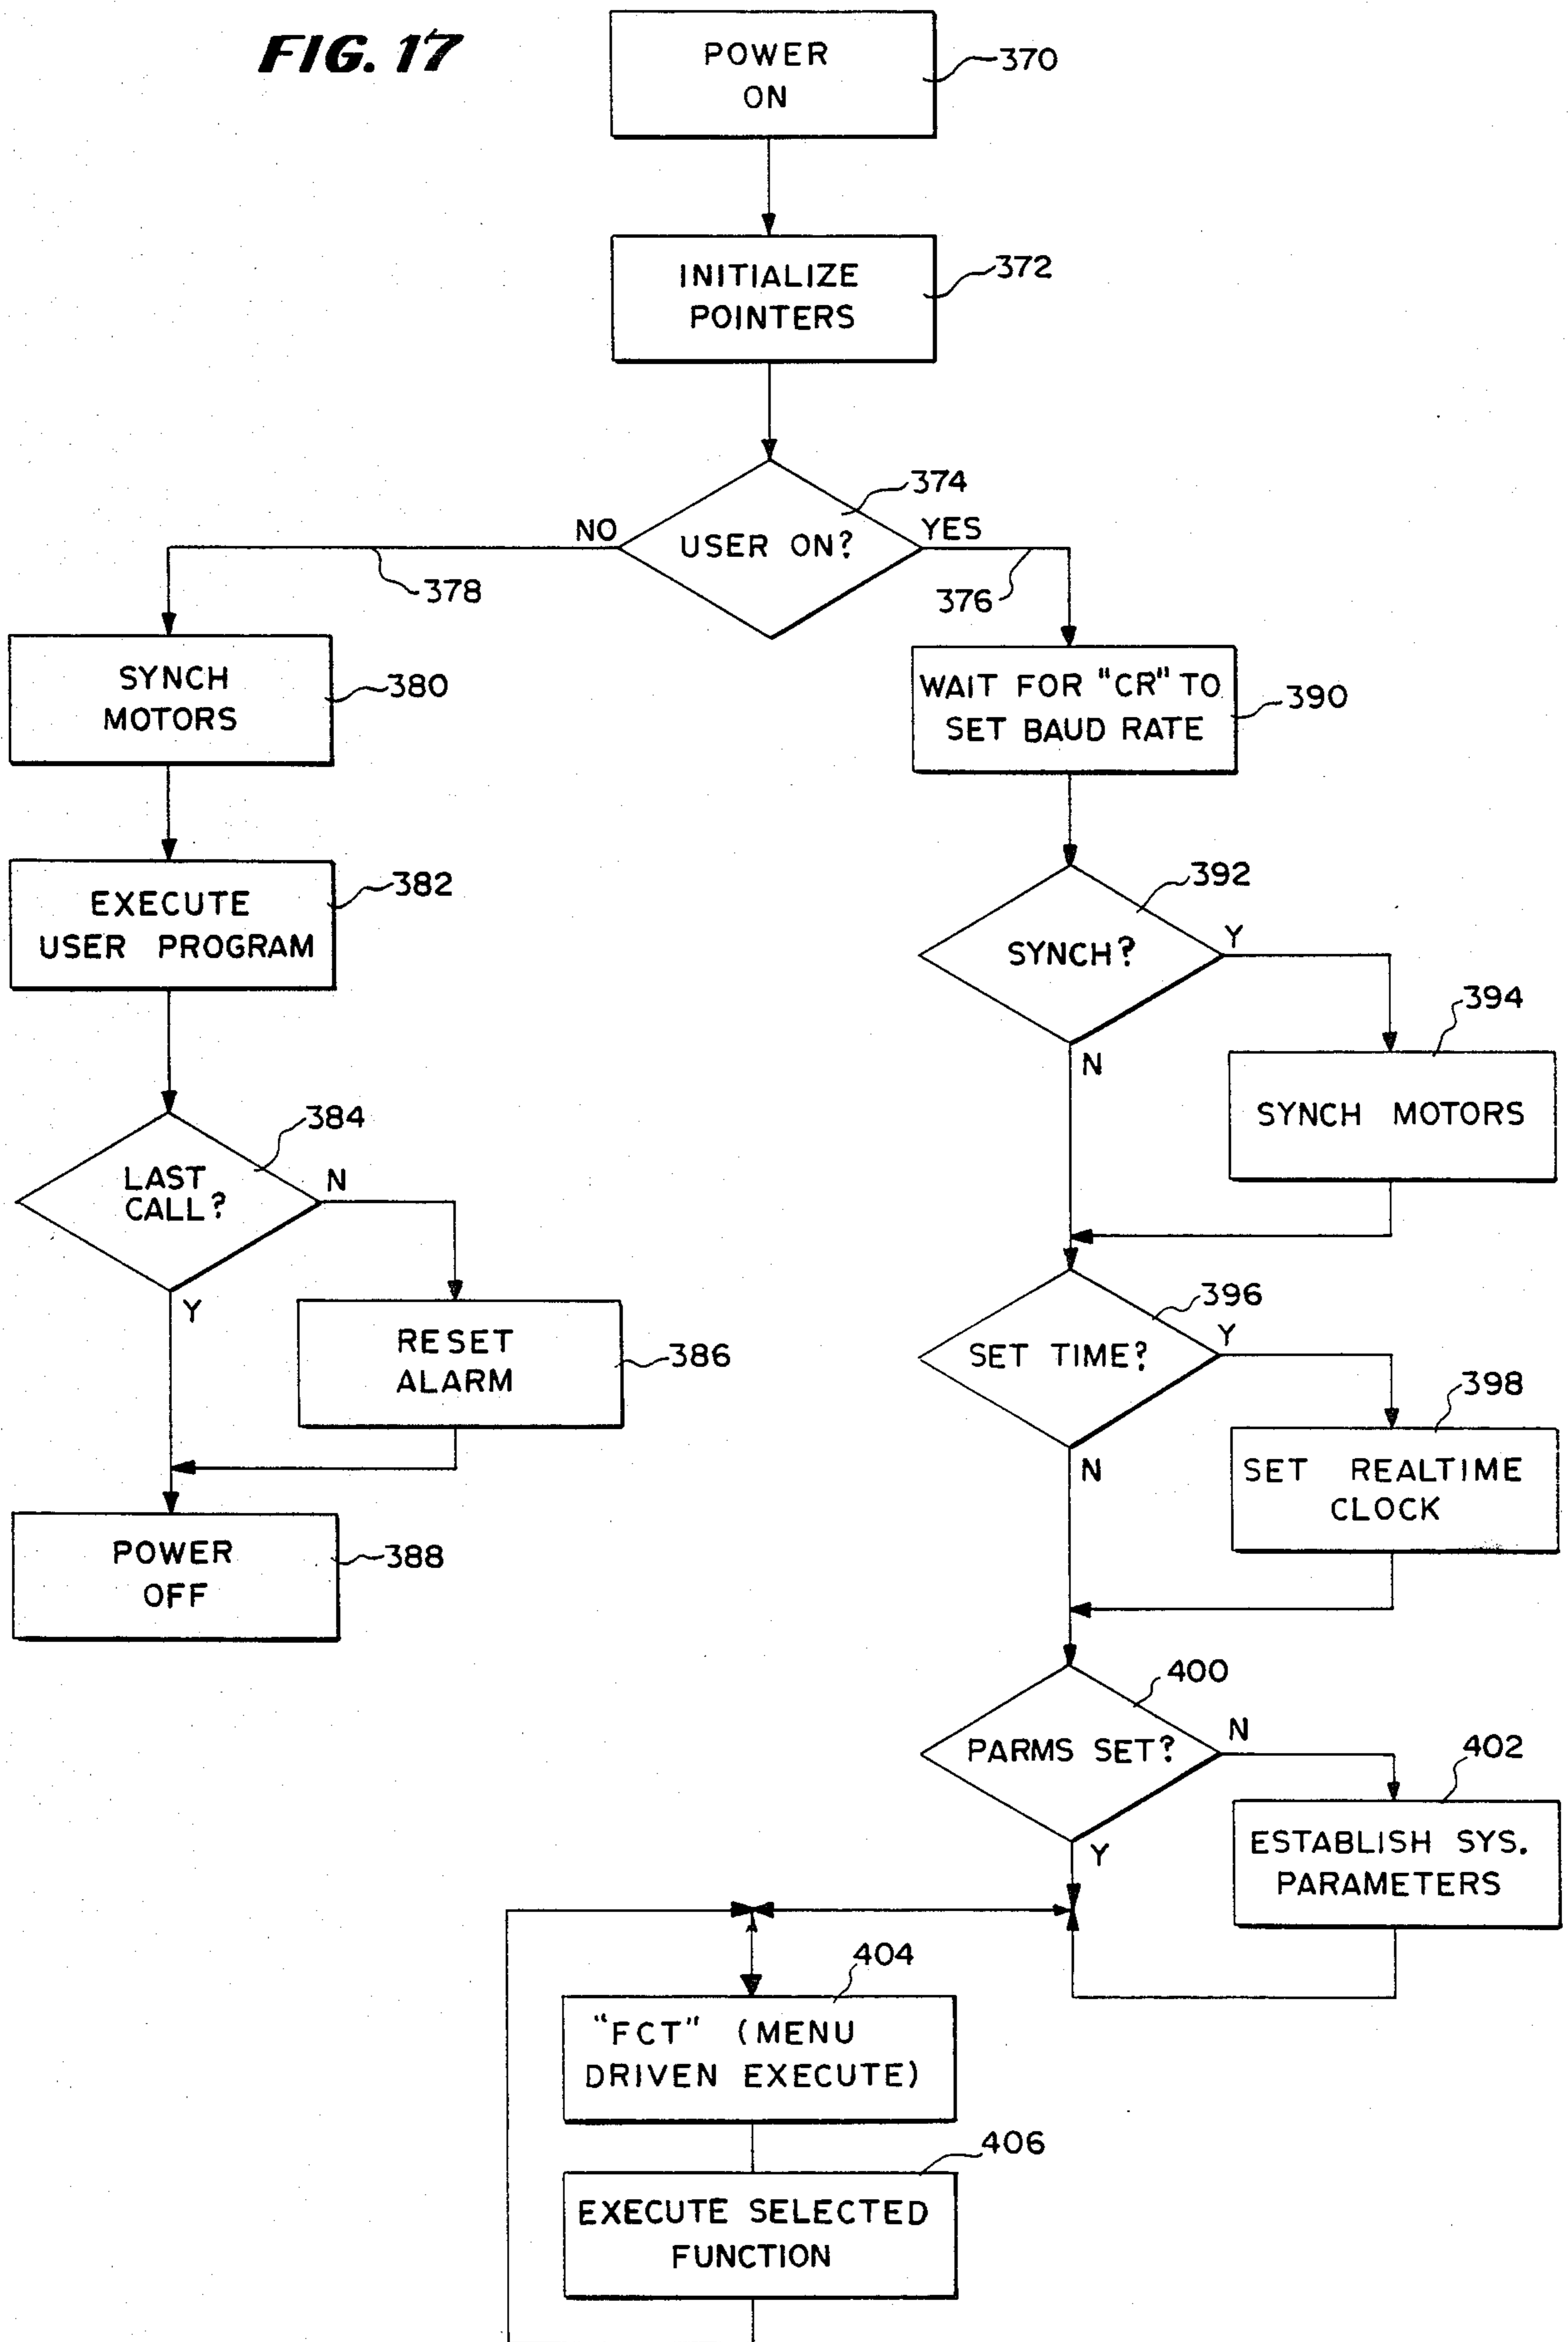 FIG. 17
POWER
ON
370
INITIALIZE
POINTERS
372
374
USER ON?
NO
YES
378
376
SYNCH
MOTORS
380
WAIT FOR "CR" TO
SET BAUD RATE
390
EXECUTE
USER PROGRAM
382
392
SYNCH?
Y
N
394
SYNCH MOTORS
384
LAST
CALL?
N
Y
RESET
ALARM
386
396
SET TIME?
Y
N
398
SET REALTIME
CLOCK
POWER
OFF
388
400
PARMS SET?
N
Y
402
ESTABLISH SYS.
PARAMETERS
404
"FCT" (MENU
DRIVEN EXECUTE)
406
EXECUTE SELECTED
FUNCTION